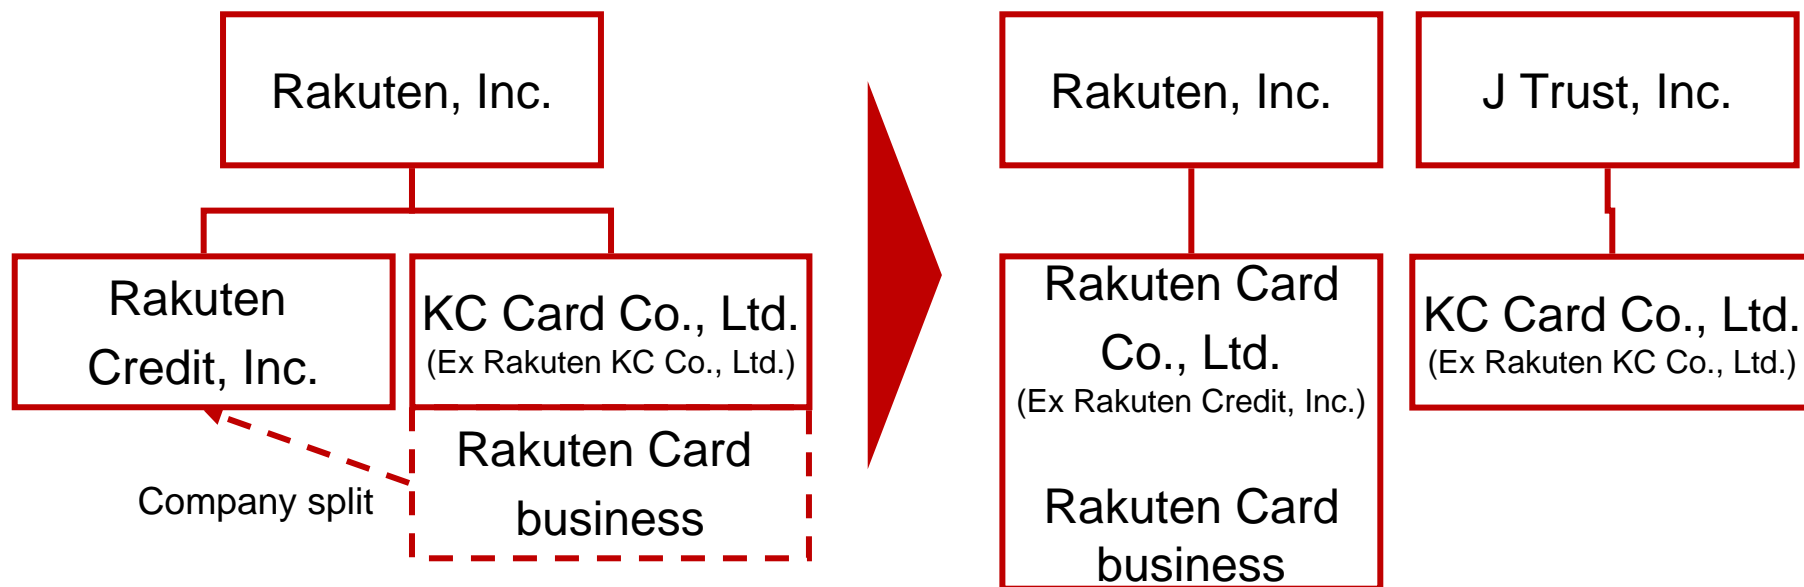 Rakuten, Inc.
Rakuten
Credit, Inc.
KC Card Co., Ltd.
(Ex Rakuten KC Co., Ltd.)
Rakuten Card
business
Company split
Rakuten, Inc.
J Trust, Inc.
Rakuten Card
Co., Ltd.
(Ex Rakuten Credit, Inc.)
Rakuten Card
business
KC Card Co., Ltd.
(Ex Rakuten KC Co., Ltd.)